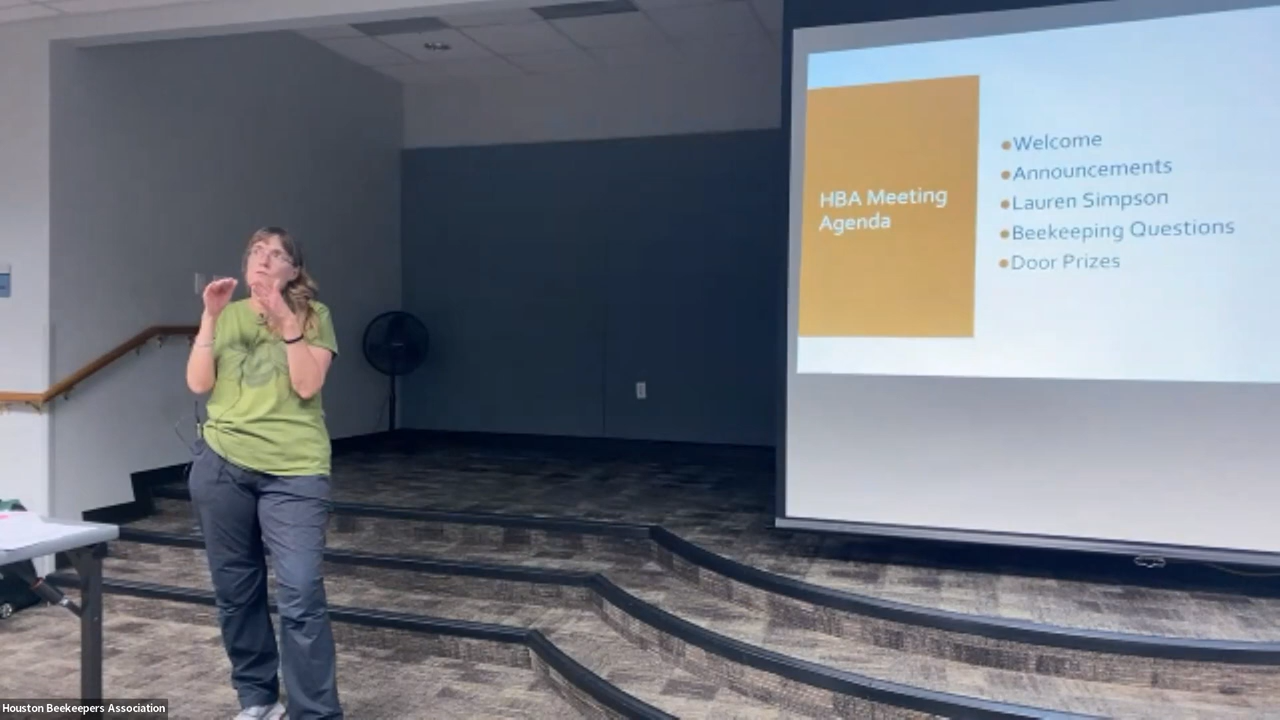 HBA Meeting
Agenda
●Welcome
●Announcements
●Lauren Simpson
●Beekeeping Questions
●Door Prizes
Houston Beekeepers Association